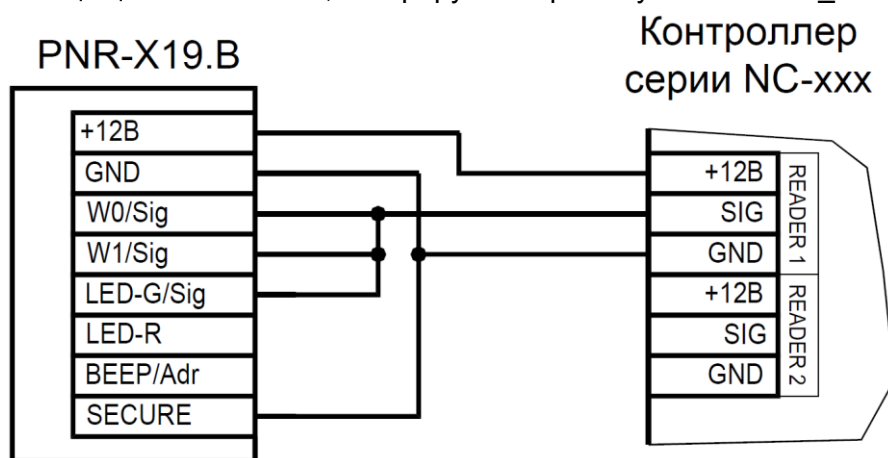 PNR-X19.B
Контроллер
серии NC-xxx
+12В
GND
W0/Sig
W1/Sig
LED-G/Sig
LED-R
BEEP/Adr
SECURE
+12В
SIG
GND
READER 1
+12В
SIG
GND
READER 2